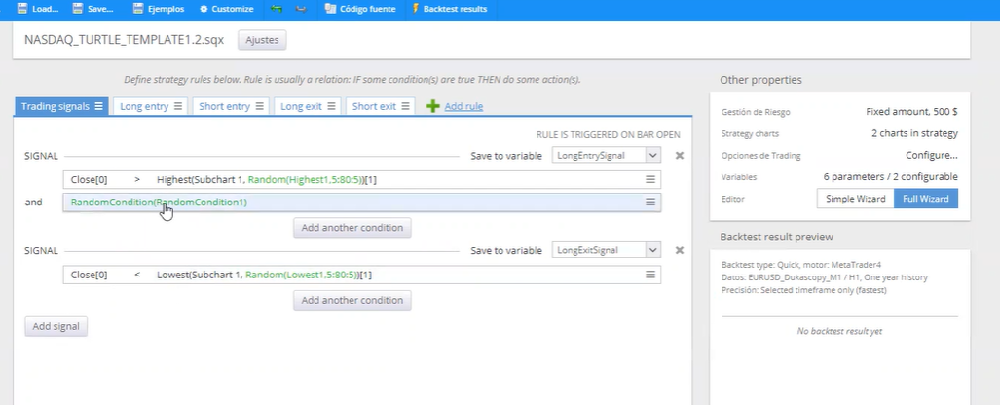 Load... Save... Ejemplos Customize Código fuente Backtest results
NASDAQ_TURTLE_TEMPLATE1.2.sqx Ajustes
Define strategy rules below. Rule is usually a relation: IF some condition(s) are true THEN do some action(s).
Trading signals Long entry Short entry Long exit Short exit Add rule
RULE IS TRIGGERED ON BAR OPEN
SIGNAL Save to variable LongEntrySignal
Close[0] > Highest(Subchart 1, Random(Highest1,5:80:5))[1]
and RandomCondition(RandomCondition1)
Add another condition
SIGNAL Save to variable LongExitSignal
Close[0] < Lowest(Subchart 1, Random(Lowest1,5:80:5))[1]
Add another condition
Add signal
Other properties
Gestión de Riesgo Fixed amount, 500 $
Strategy charts 2 charts in strategy
Opciones de Trading Configure...
Variables 6 parameters / 2 configurable
Editor Simple Wizard Full Wizard
Backtest result preview
Backtest type: Quick, motor: MetaTrader4
Datos: EURUSD_Dukascopy_M1 / H1, One year history
Precisión: Selected timeframe only (fastest)
No backtest result yet